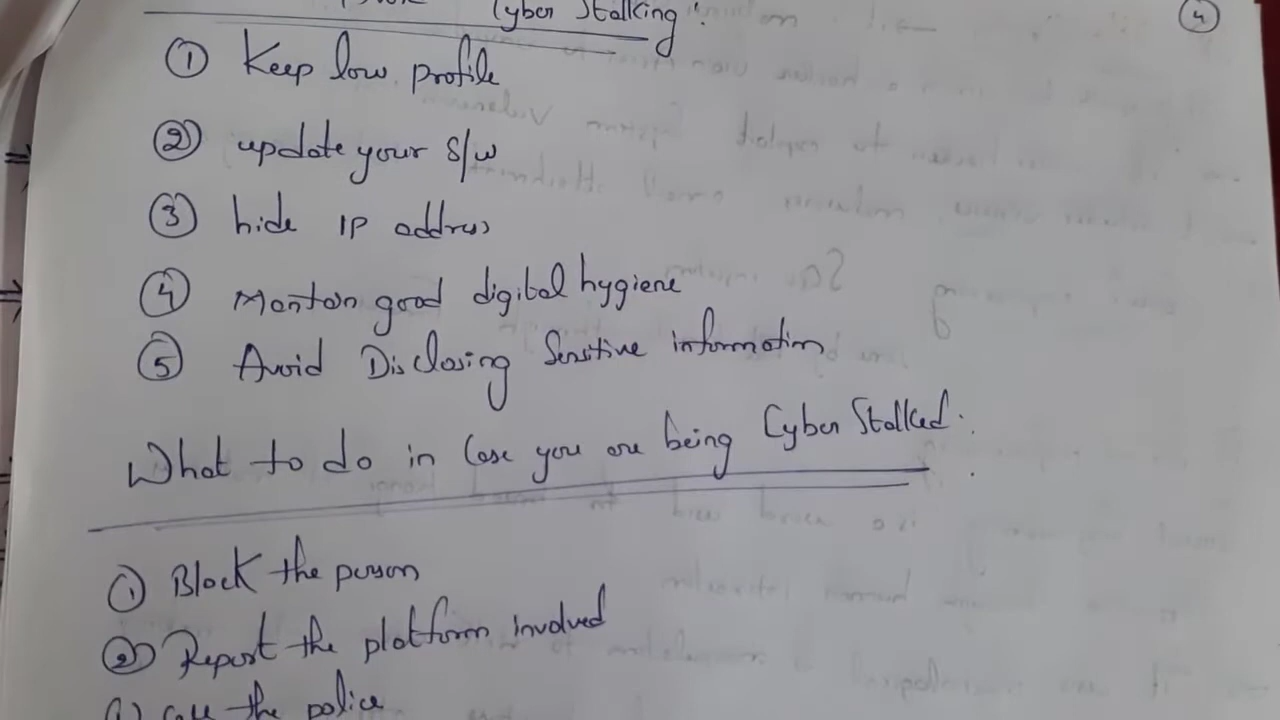 Cyber Stalking :
4
① Keep low profile
② update your S/w
③ hide IP address
④ Mantain good digital hygiene
⑤ Avoid Disclosing Sensitive information
What to do in Case you are being Cyber Stalked.
① Block the person
② Report the platform involved
Call the police